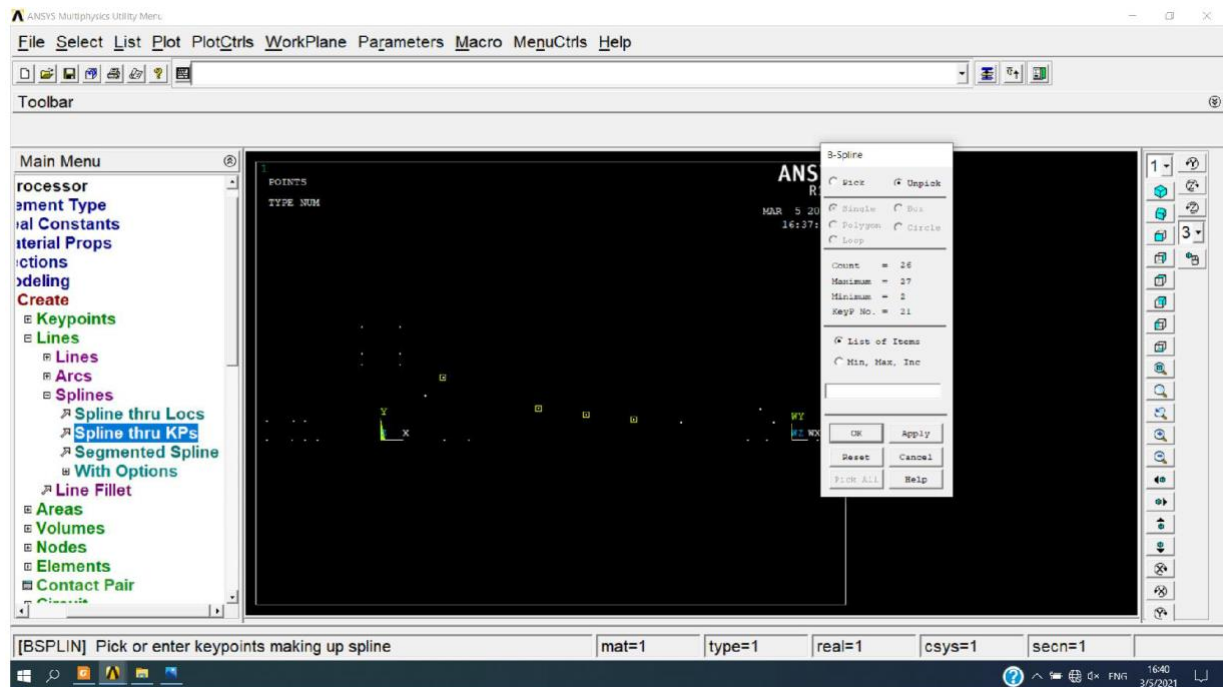 ANSYS Multiphysics Utility Menu
File Select List Plot PlotCtrls WorkPlane Parameters Macro MenuCtrls Help
Toolbar
Main Menu
rocessor
ement Type
al Constants
aterial Props
ctions
odeling
Create
Keypoints
Lines
Lines
Arcs
Splines
Spline thru Locs
Spline thru KPs
Segmented Spline
With Options
Line Fillet
Areas
Volumes
Nodes
Elements
Contact Pair
1
POINTS
TYPE NUM
ANS
R
MAR 5 20
16:37:
Y
X
WY
WZ WX
B-Spline
Pick Unpick
Single Box
Polygon Circle
Loop
Count = 26
Maximum = 27
Minimum = 2
KeyP No. = 21
List of Items
Min, Max, Inc
OK Apply
Reset Cancel
Pick All Help
1
3
[BSPLIN] Pick or enter keypoints making up spline
mat=1 type=1 real=1 csys=1 secn=1
ENG
16:40
3/5/2021